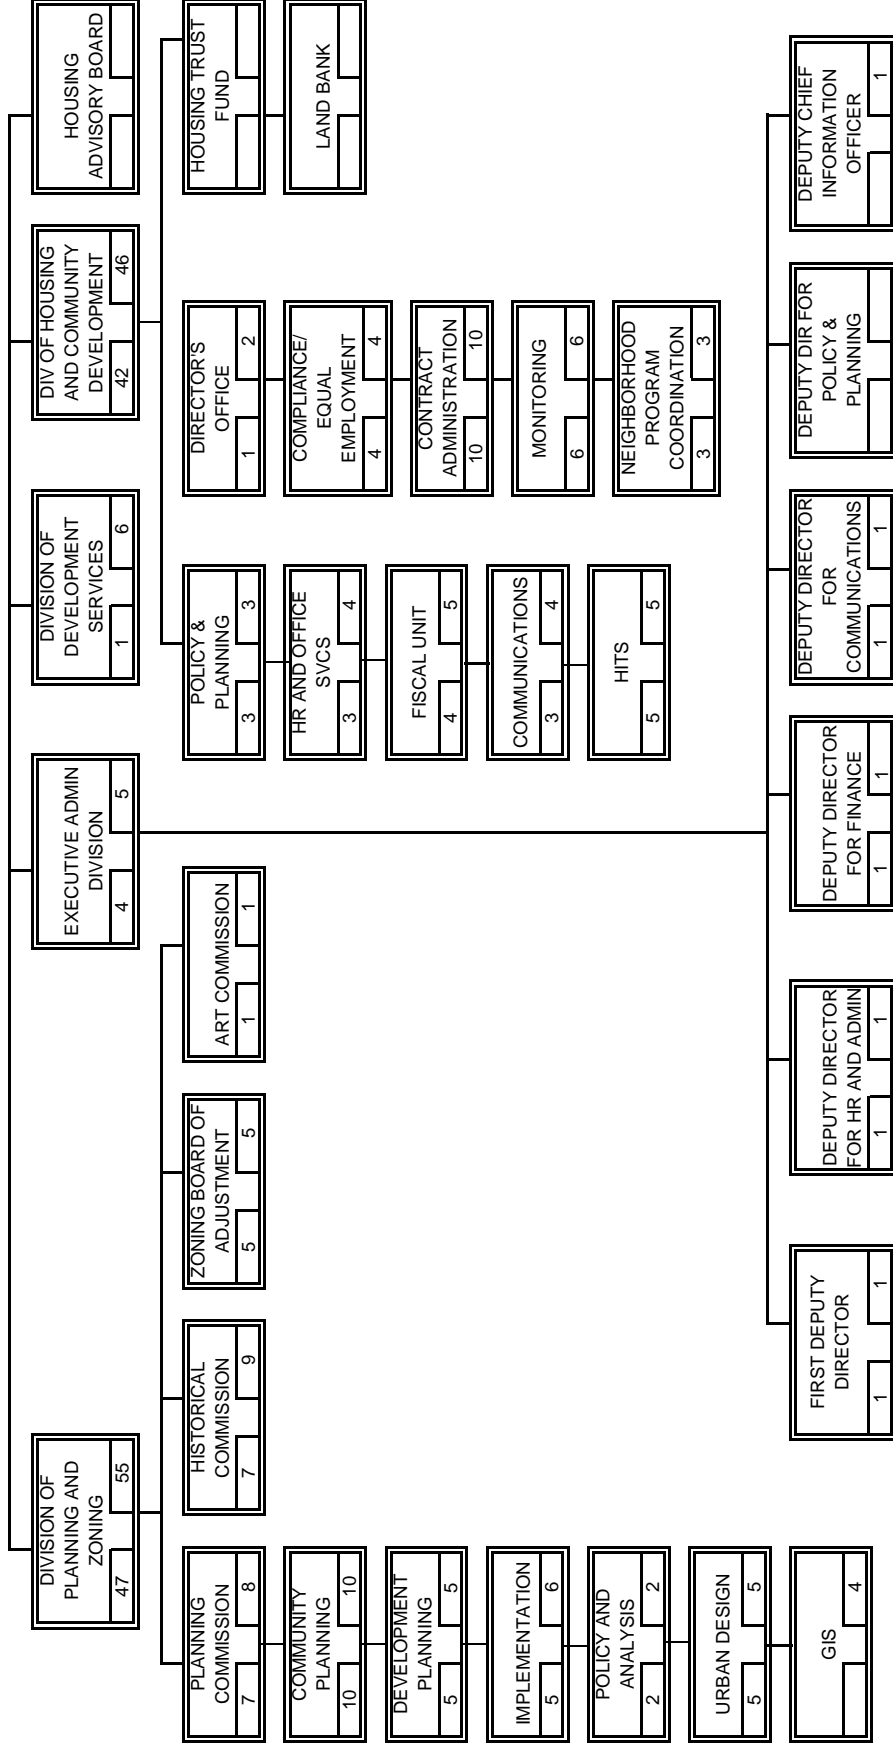 DIVISION OF
PLANNING AND
ZONING
47 55
EXECUTIVE ADMIN
DIVISION
4 5
DIVISION OF
DEVELOPMENT
SERVICES
1 6
DIV OF HOUSING
AND COMMUNITY
DEVELOPMENT
42 46
HOUSING
ADVISORY BOARD
PLANNING
COMMISSION
7 8
HISTORICAL
COMMISSION
7 9
ZONING BOARD OF
ADJUSTMENT
5 5
ART COMMISSION
1 1
POLICY &
PLANNING
3 3
DIRECTOR'S
OFFICE
1 2
HOUSING TRUST
FUND
COMMUNITY
PLANNING
10 10
HR AND OFFICE
SVCS
3 4
COMPLIANCE/
EQUAL
EMPLOYMENT
4 4
LAND BANK
DEVELOPMENT
PLANNING
5 5
FISCAL UNIT
4 5
CONTRACT
ADMINISTRATION
10 10
IMPLEMENTATION
5 6
COMMUNICATIONS
3 4
MONITORING
6 6
POLICY AND
ANALYSIS
2 2
HITS
5 5
NEIGHBORHOOD
PROGRAM
COORDINATION
3 3
URBAN DESIGN
5 5
GIS
4
FIRST DEPUTY
DIRECTOR
1 1
DEPUTY DIRECTOR
FOR HR AND ADMIN
1 1
DEPUTY DIRECTOR
FOR FINANCE
1 1
DEPUTY DIRECTOR
FOR
COMMUNICATIONS
1 1
DEPUTY DIR FOR
POLICY &
PLANNING
DEPUTY CHIEF
INFORMATION
OFFICER
1